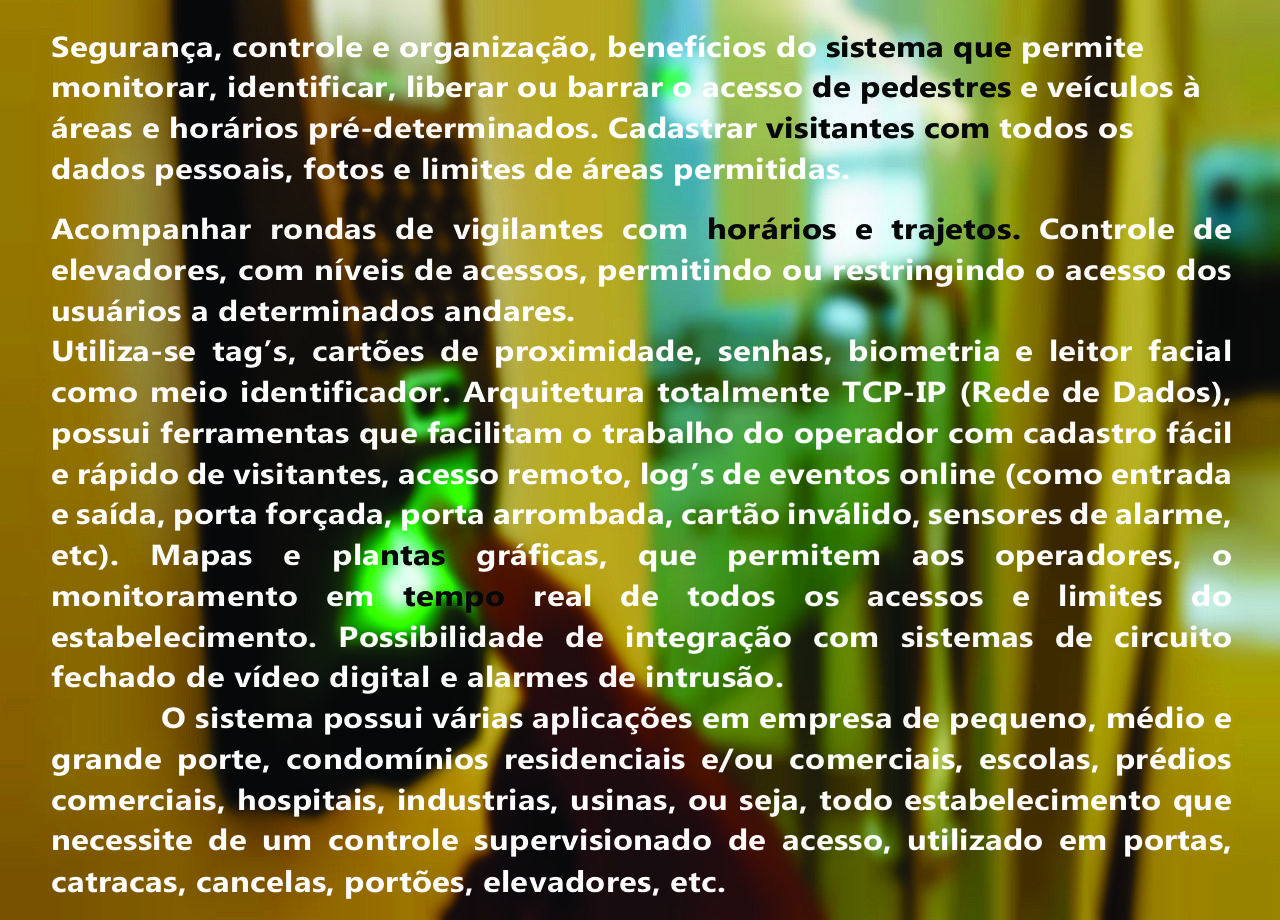 Segurança, controle e organização, benefícios do sistema que permite
monitorar, identificar, liberar ou barrar o acesso de pedestres e veículos à
áreas e horários pré-determinados. Cadastrar visitantes com todos os
dados pessoais, fotos e limites de áreas permitidas.
Acompanhar rondas de vigilantes com horários e trajetos. Controle de
elevadores, com níveis de acessos, permitindo ou restringindo o acesso dos
usuários a determinados andares.
Utiliza-se tag’s, cartões de proximidade, senhas, biometria e leitor facial
como meio identificador. Arquitetura totalmente TCP-IP (Rede de Dados),
possui ferramentas que facilitam o trabalho do operador com cadastro fácil
e rápido de visitantes, acesso remoto, log’s de eventos online (como entrada
e saída, porta forçada, porta arrombada, cartão inválido, sensores de alarme,
etc). Mapas e plantas gráficas, que permitem aos operadores, o
monitoramento em tempo real de todos os acessos e limites do
estabelecimento. Possibilidade de integração com sistemas de circuito
fechado de vídeo digital e alarmes de intrusão.
O sistema possui várias aplicações em empresa de pequeno, médio e
grande porte, condomínios residenciais e/ou comerciais, escolas, prédios
comerciais, hospitais, industrias, usinas, ou seja, todo estabelecimento que
necessite de um controle supervisionado de acesso, utilizado em portas,
catracas, cancelas, portões, elevadores, etc.